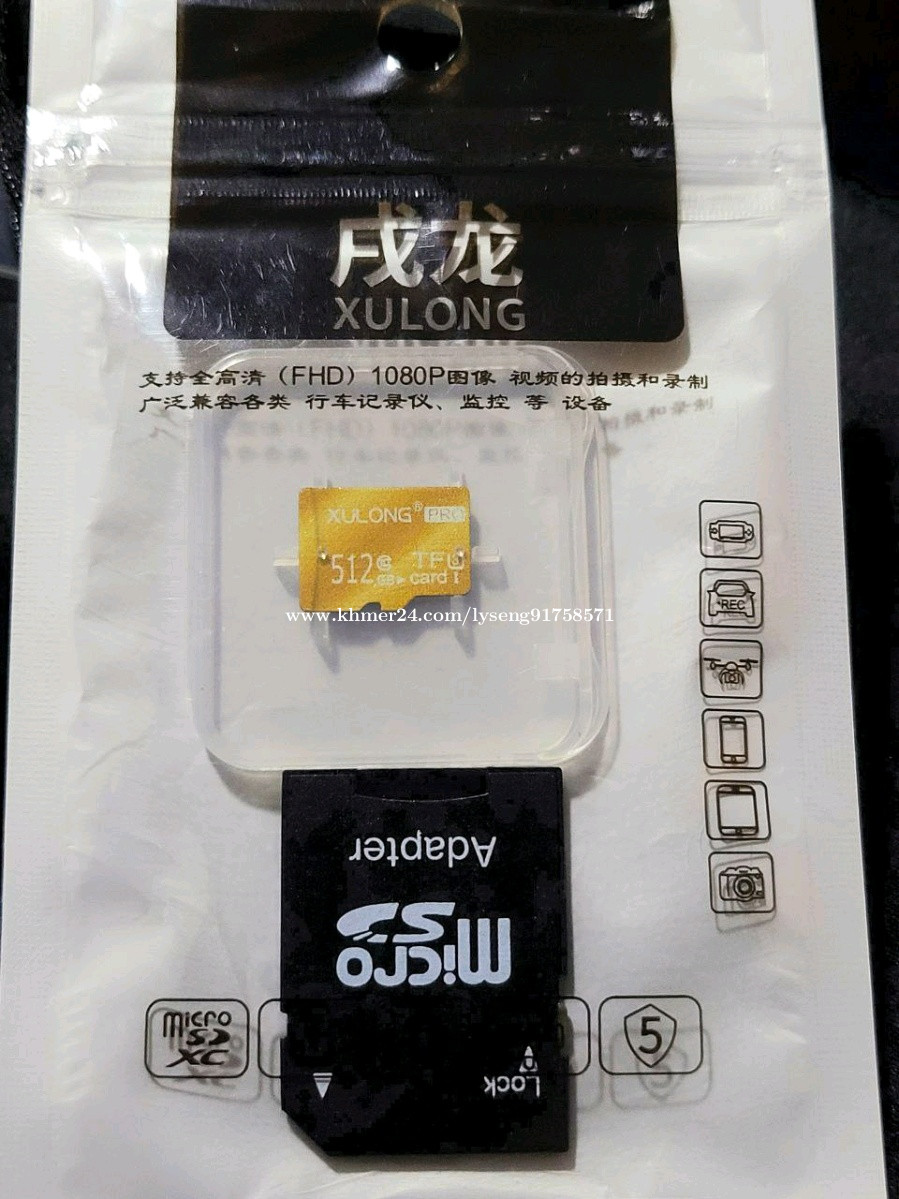 戌龙
XULONG
支持全高清（FHD）1080P图像 视频的拍摄和录制
广泛兼容各类 行车记录仪、监控 等 设备
XULONG® PRO
512GB TF card
www.khmer24.com/lyseng91758571
REC
Adapter
micro SD
Lock
micro SD XC
5